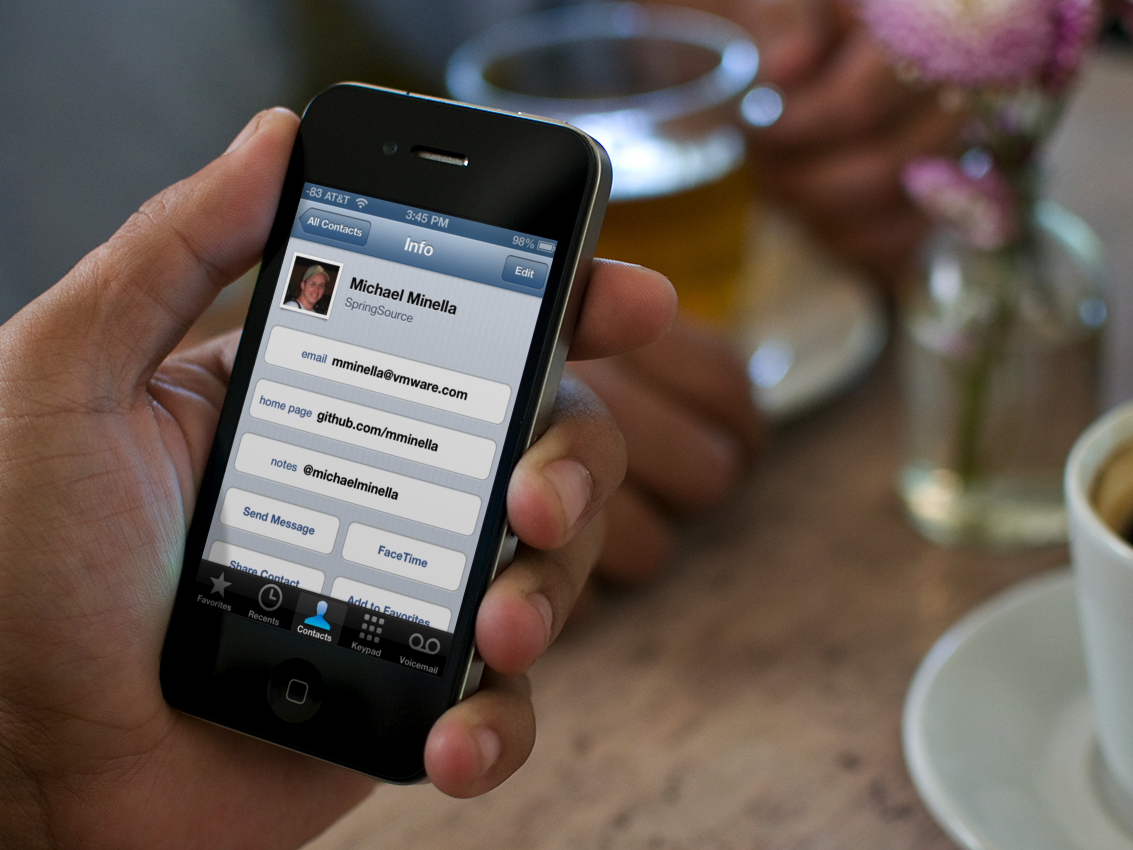 -83 AT&T 3:45 PM 98%
All Contacts Info Edit
Michael Minella
SpringSource
email mminella@vmware.com
home page github.com/mminella
notes @michaelminella
Send Message FaceTime
Share Contact Add to Favorites
Favorites Recents Contacts Keypad Voicemail